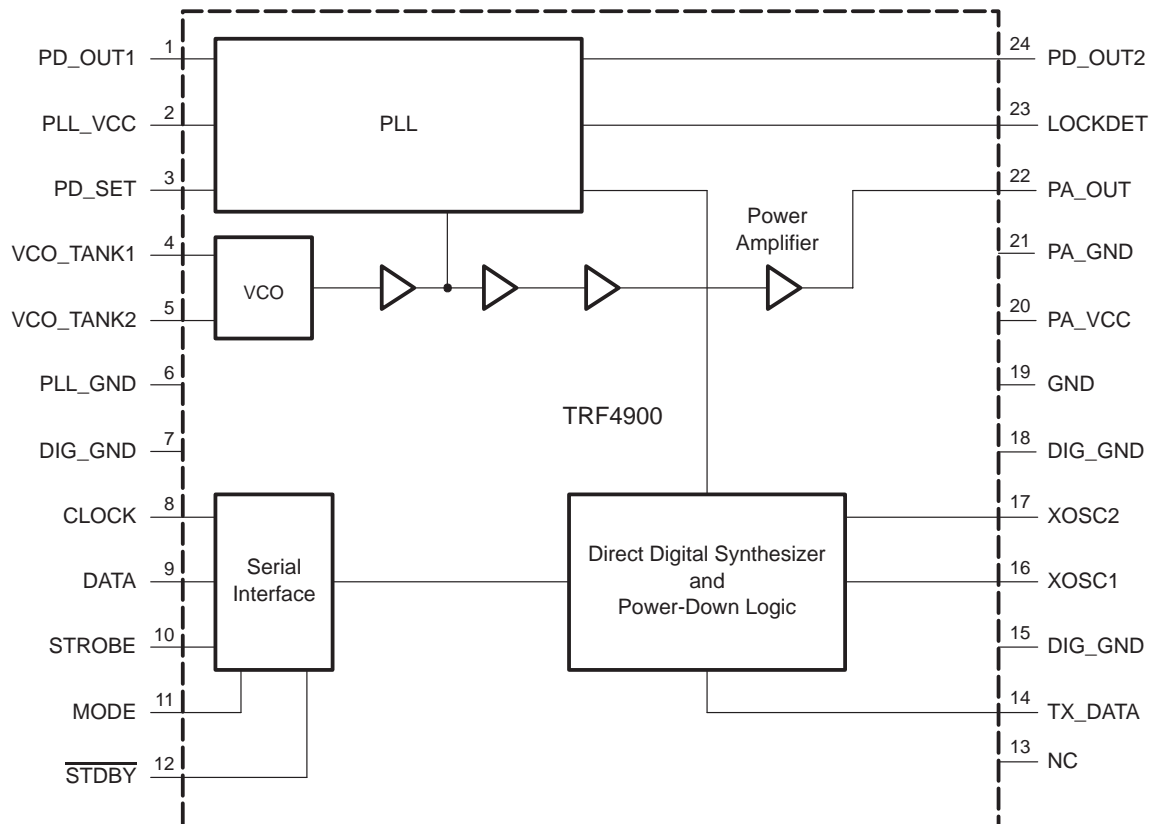 PD_OUT1
1
PLL_VCC
2
PD_SET
3
VCO_TANK1
4
VCO_TANK2
5
PLL_GND
6
DIG_GND
7
CLOCK
8
DATA
9
STROBE
10
MODE
11
STDBY
12
PLL
VCO
Power
Amplifier
TRF4900
Serial
Interface
Direct Digital Synthesizer
and
Power-Down Logic
24
PD_OUT2
23
LOCKDET
22
PA_OUT
21
PA_GND
20
PA_VCC
19
GND
18
DIG_GND
17
XOSC2
16
XOSC1
15
DIG_GND
14
TX_DATA
13
NC